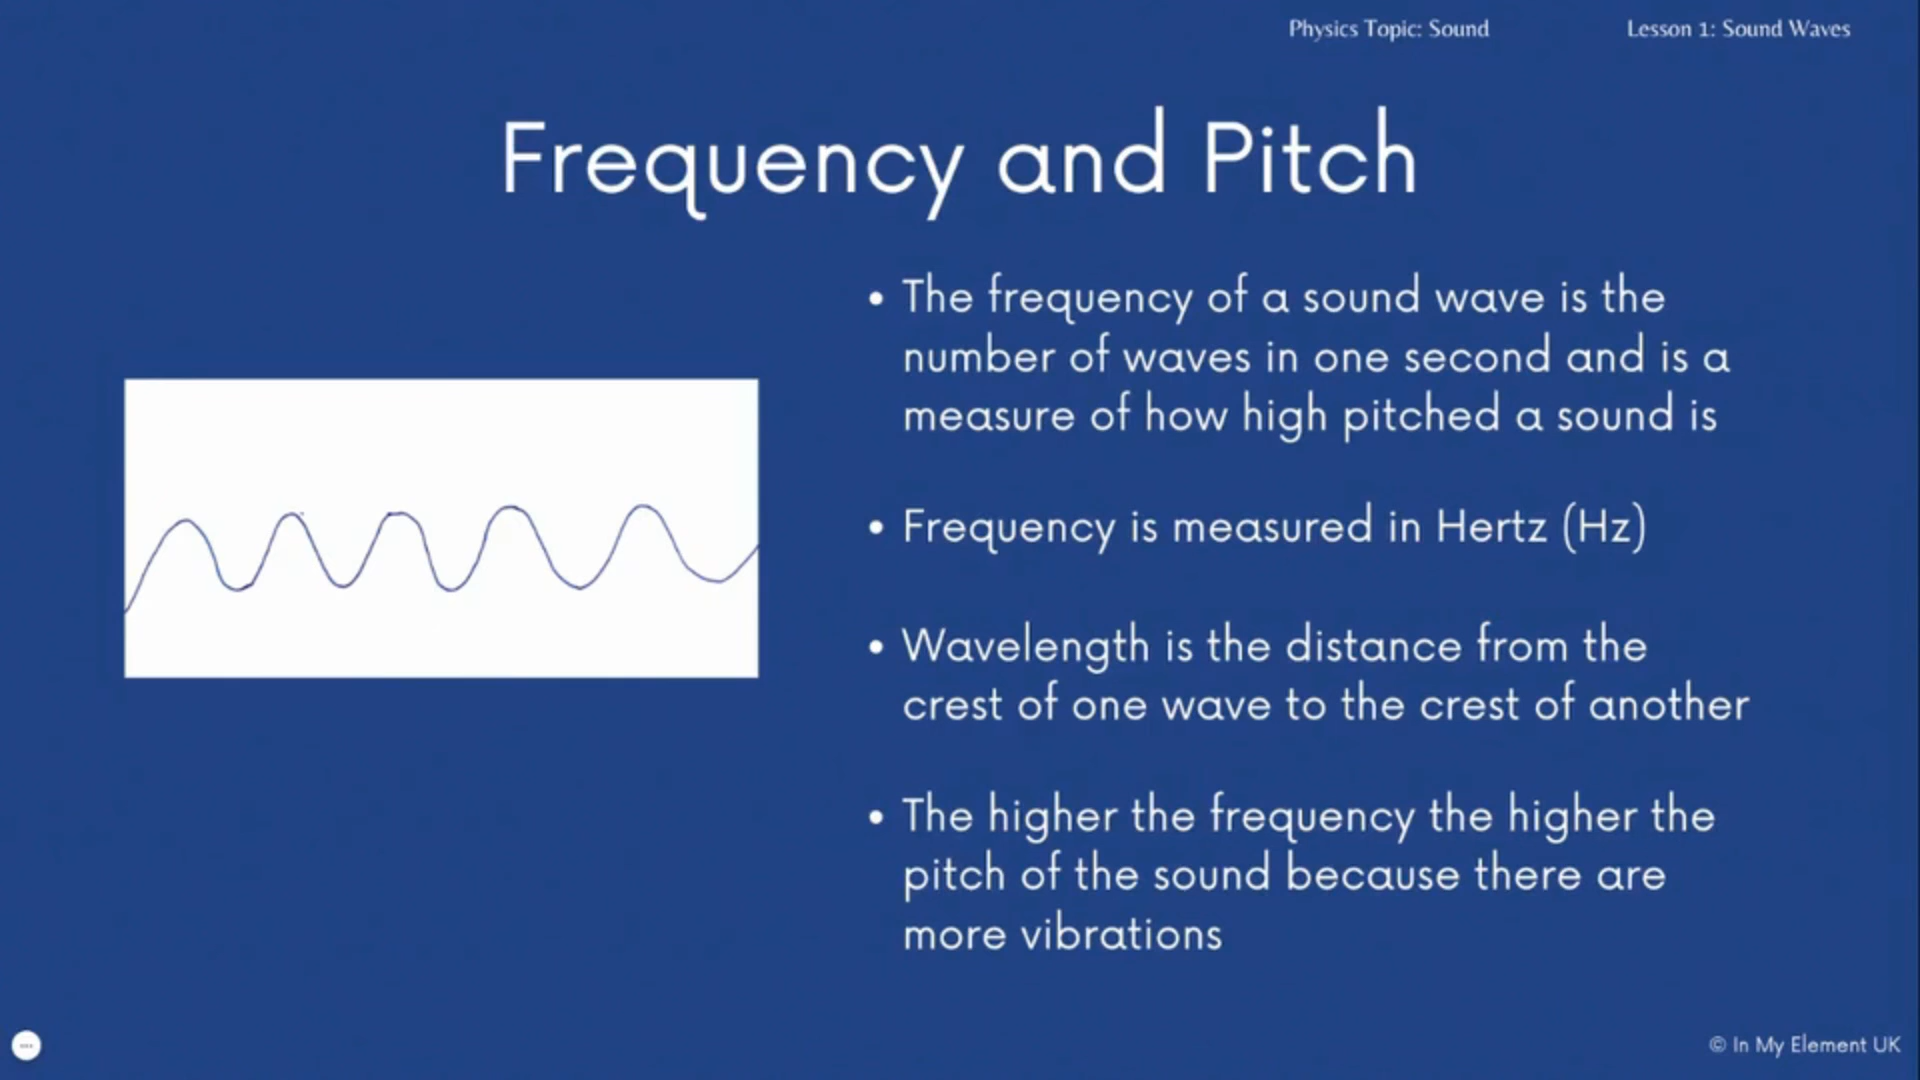 Physics Topic: Sound
Lesson 1: Sound Waves
Frequency and Pitch
• The frequency of a sound wave is the
number of waves in one second and is a
measure of how high pitched a sound is
• Frequency is measured in Hertz (Hz)
• Wavelength is the distance from the
crest of one wave to the crest of another
• The higher the frequency the higher the
pitch of the sound because there are
more vibrations
© In My Element UK